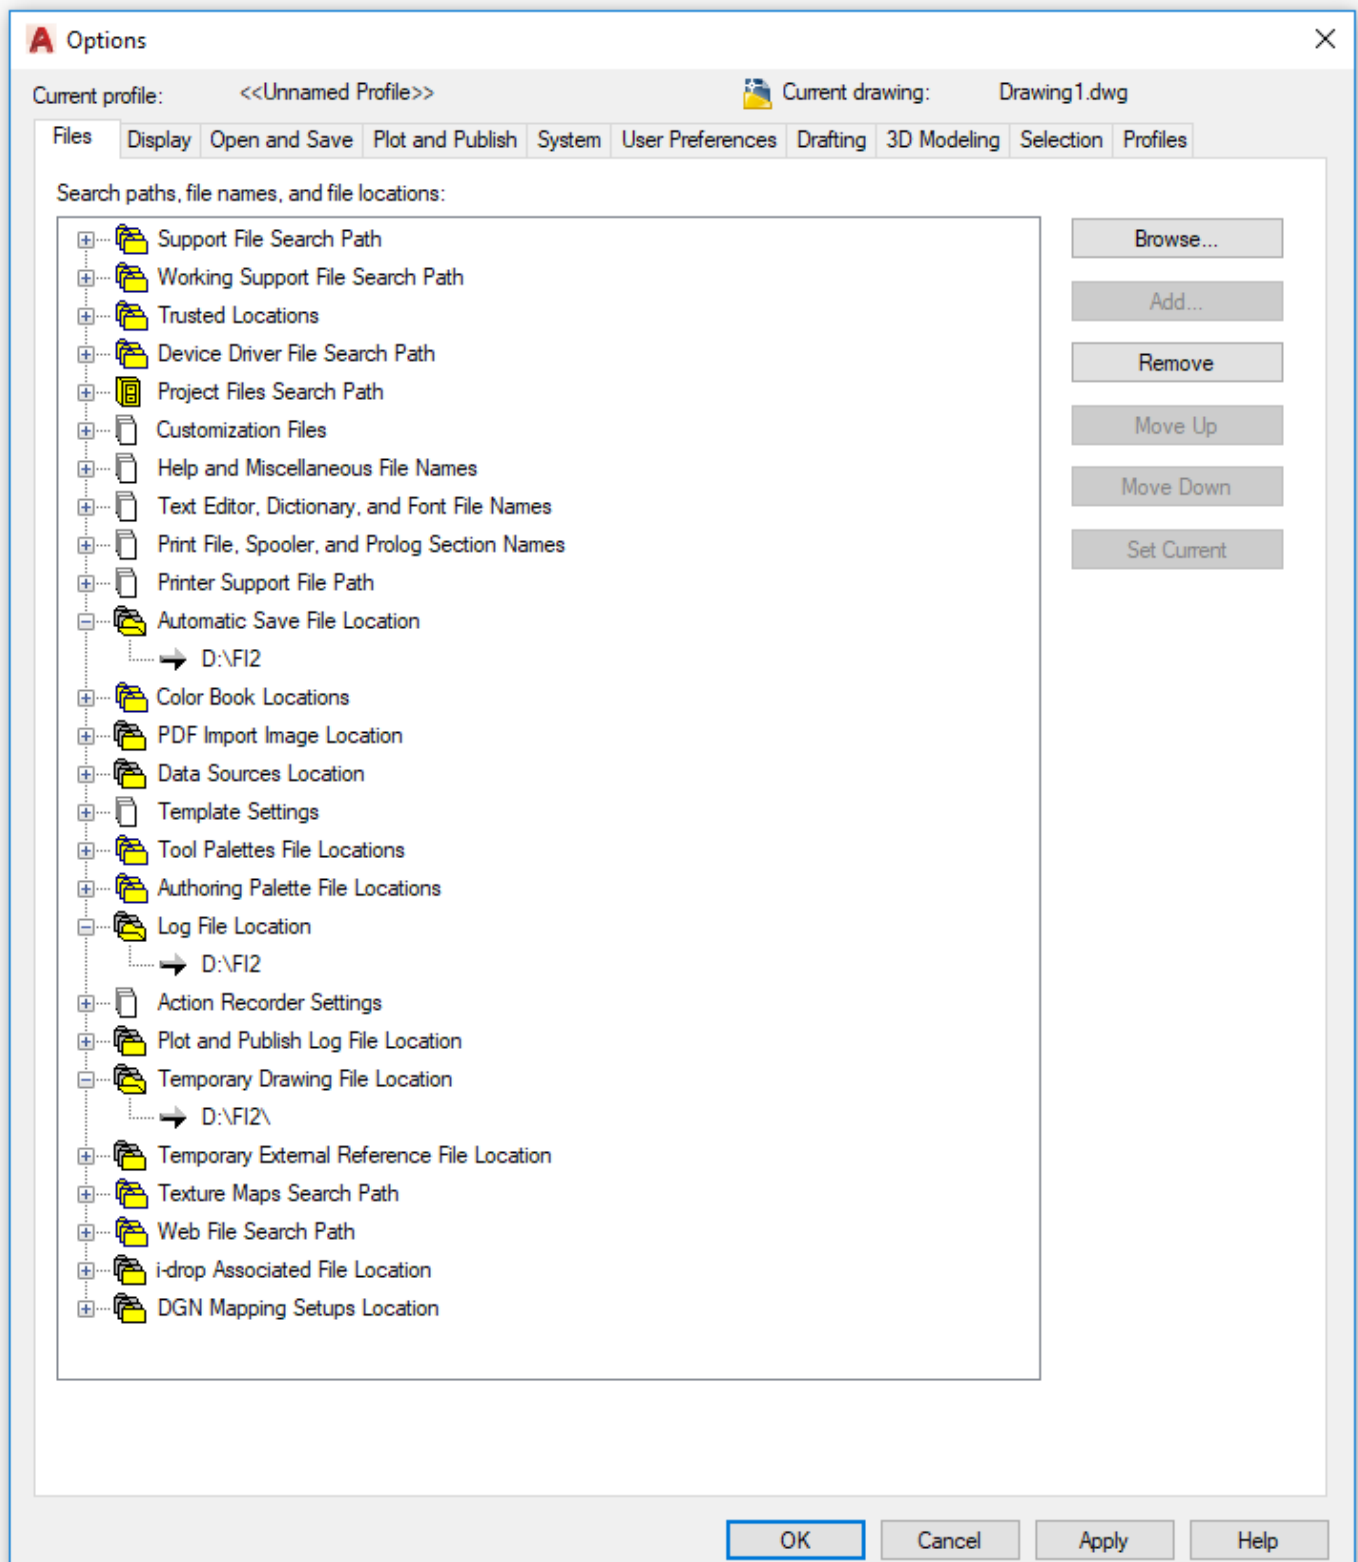 Options
Current profile: <<Unnamed Profile>> Current drawing: Drawing1.dwg
Files Display Open and Save Plot and Publish System User Preferences Drafting 3D Modeling Selection Profiles
Search paths, file names, and file locations:
Support File Search Path
Working Support File Search Path
Trusted Locations
Device Driver File Search Path
Project Files Search Path
Customization Files
Help and Miscellaneous File Names
Text Editor, Dictionary, and Font File Names
Print File, Spooler, and Prolog Section Names
Printer Support File Path
Automatic Save File Location
D:\FI2
Color Book Locations
PDF Import Image Location
Data Sources Location
Template Settings
Tool Palettes File Locations
Authoring Palette File Locations
Log File Location
D:\FI2
Action Recorder Settings
Plot and Publish Log File Location
Temporary Drawing File Location
D:\FI2\
Temporary External Reference File Location
Texture Maps Search Path
Web File Search Path
i-drop Associated File Location
DGN Mapping Setups Location
Browse...
Add...
Remove
Move Up
Move Down
Set Current
OK Cancel Apply Help